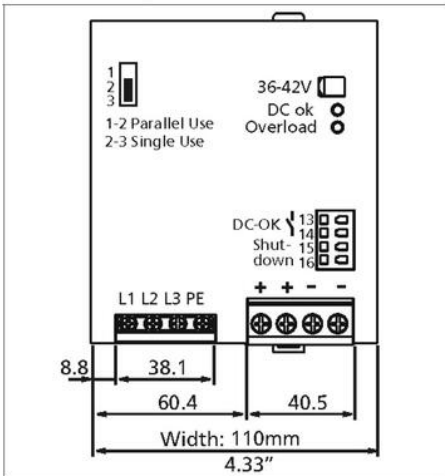 1
2
3
1-2 Parallel Use
2-3 Single Use
36-42V
DC ok
Overload
DC-OK
13
14
Shut-
down
15
16
+ + - -
L1 L2 L3 PE
8.8
38.1
60.4
40.5
Width: 110mm
4.33"